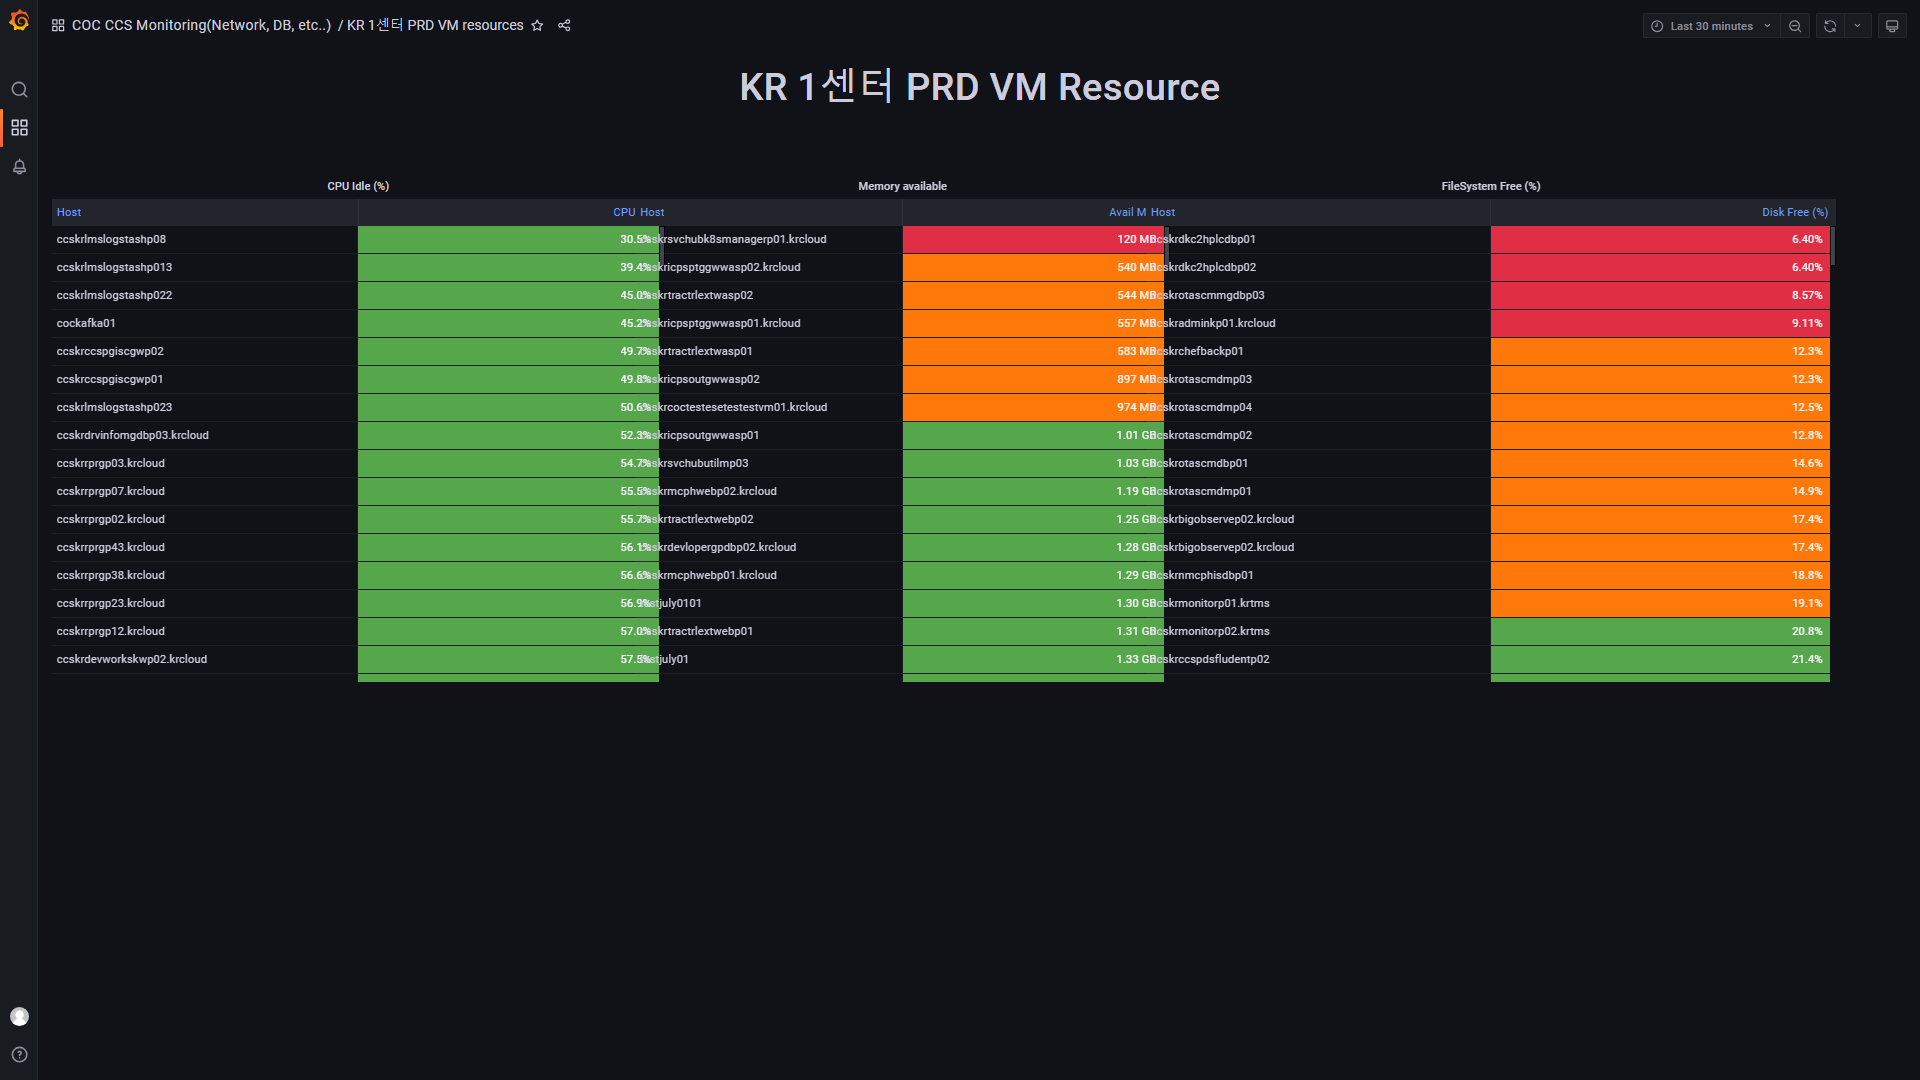 COC CCS Monitoring(Network, DB, etc..) / KR 1센터 PRD VM resources
Last 30 minutes
KR 1센터 PRD VM Resource
CPU Idle (%) Memory available FileSystem Free (%)
Host CPU Host Avail M Host Disk Free (%)
ccskrlmslogstashp08 30.5% ccskrsvchubk8smanagerp01.krcloud 120 MB ccskrdkc2hplcdbp01 6.40%
ccskrlmslogstashp013 39.4% ccskricpsptggwwasp02.krcloud 540 MB ccskrdkc2hplcdbp02 6.40%
ccskrlmslogstashp022 45.0% ccskrtractrlextwasp02 544 MB ccskrotascmmgdbp03 8.57%
cockafka01 45.2% ccskricpsptggwwasp01.krcloud 557 MB ccskradminkp01.krcloud 9.11%
ccskrccspgiscgwp02 49.7% ccskrtractrlextwasp01 583 MB ccskrchefbackp01 12.3%
ccskrccspgiscgwp01 49.8% ccskricpsoutgwwasp02 897 MB ccskrotascmdmp03 12.3%
ccskrlmslogstashp023 50.6% ccskrcoctestesetestestvm01.krcloud 974 MB ccskrotascmdmp04 12.5%
ccskrdrvinfomgdbp03.krcloud 52.3% ccskricpsoutgwwasp01 1.01 GB ccskrotascmdmp02 12.8%
ccskrrprgp03.krcloud 54.7% ccskrsvchubutilmp03 1.03 GB ccskrotascmdbp01 14.6%
ccskrrprgp07.krcloud 55.5% ccskrmcphwebp02.krcloud 1.19 GB ccskrotascmdmp01 14.9%
ccskrrprgp02.krcloud 55.7% ccskrtractrlextwebp02 1.25 GB ccskrbigobservep02.krcloud 17.4%
ccskrrprgp43.krcloud 56.1% ccskrdevlopergpdbp02.krcloud 1.28 GB ccskrbigobservep02.krcloud 17.4%
ccskrrprgp38.krcloud 56.6% ccskrmcphwebp01.krcloud 1.29 GB ccskrnmcphisdbp01 18.8%
ccskrrprgp23.krcloud 56.9% testjuly0101 1.30 GB ccskrmonitorp01.krtms 19.1%
ccskrrprgp12.krcloud 57.0% ccskrtractrlextwebp01 1.31 GB ccskrmonitorp02.krtms 20.8%
ccskrdevworkskwp02.krcloud 57.5% testjuly01 1.33 GB ccskrccspdsfludentp02 21.4%